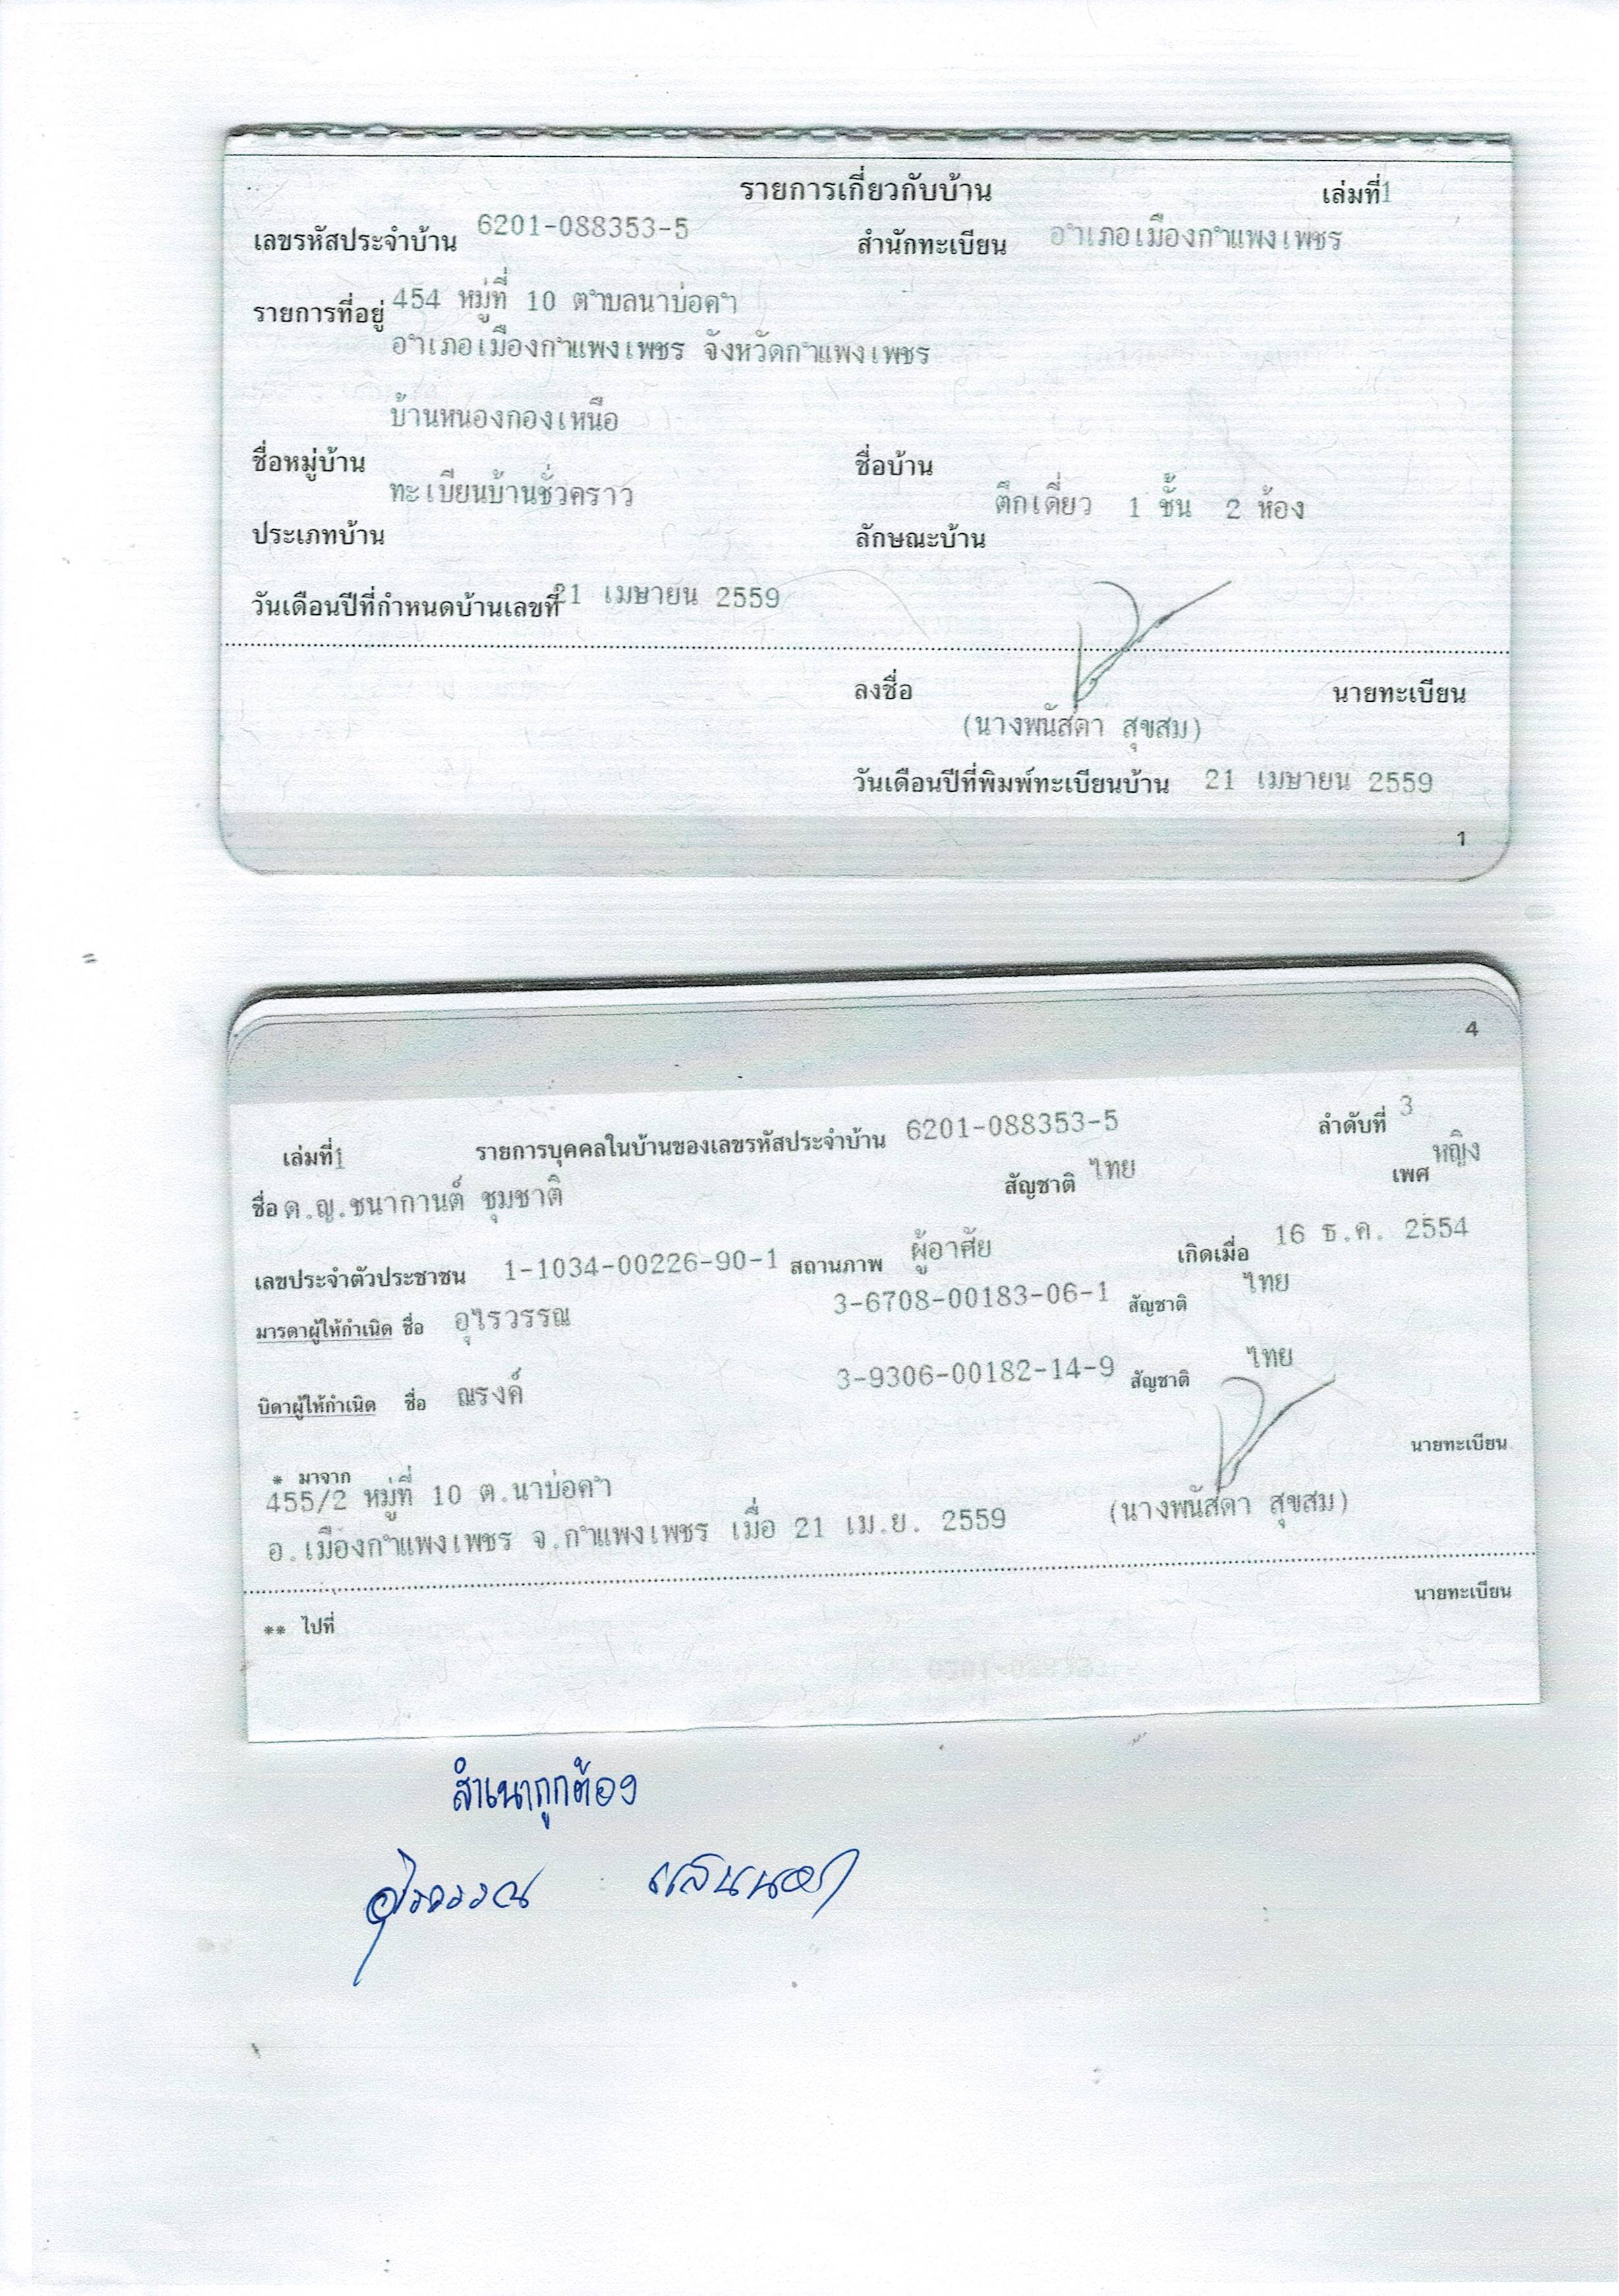 รายการเกี่ยวกับบ้าน เล่มที่ 1
เลขรหัสประจำบ้าน 6201-088353-5 สำนักทะเบียน อำเภอเมืองกำแพงเพชร
รายการที่อยู่ 454 หมู่ที่ 10 ตำบลนาบ่อคำ
อำเภอเมืองกำแพงเพชร จังหวัดกำแพงเพชร
บ้านหนองกองเหนือ
ชื่อหมู่บ้าน ชื่อบ้าน
ทะเบียนบ้านชั่วคราว ตึกเดี่ยว 1 ชั้น 2 ห้อง
ประเภทบ้าน ลักษณะบ้าน
วันเดือนปีที่กำหนดบ้านเลขที่ 21 เมษายน 2559
ลงชื่อ นายทะเบียน
(นางพนัสดา สุขสม)
วันเดือนปีที่พิมพ์ทะเบียนบ้าน 21 เมษายน 2559
1
4
เล่มที่ 1 รายการบุคคลในบ้านของเลขรหัสประจำบ้าน 6201-088353-5 ลำดับที่ 3
ชื่อ ด.ญ.ชนากานต์ ชุมชาติ สัญชาติ ไทย เพศ หญิง
เลขประจำตัวประชาชน 1-1034-00226-90-1 สถานภาพ ผู้อาศัย เกิดเมื่อ 16 ธ.ค. 2554
มารดาผู้ให้กำเนิด ชื่อ อุไรวรรณ 3-6708-00183-06-1 สัญชาติ ไทย
บิดาผู้ให้กำเนิด ชื่อ ณรงค์ 3-9306-00182-14-9 สัญชาติ ไทย
นายทะเบียน
* มาจาก
455/2 หมู่ที่ 10 ต.นาบ่อคำ
อ.เมืองกำแพงเพชร จ.กำแพงเพชร เมื่อ 21 เม.ย. 2559 (นางพนัสดา สุขสม)
นายทะเบียน
** ไปที่
สำเนาถูกต้อง
อุไรวรรณ